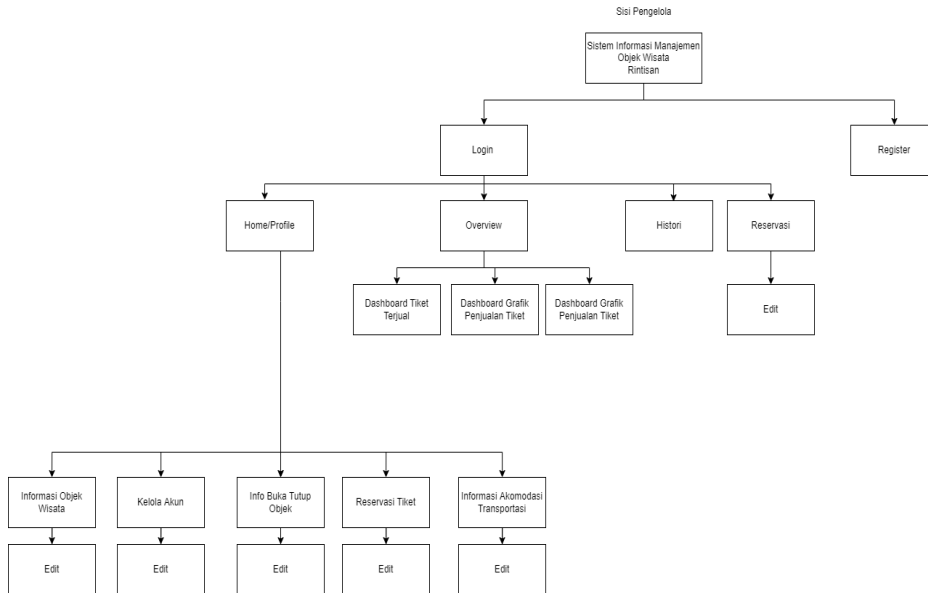 Sisi Pengelola
Sistem Informasi Manajemen
Objek Wisata
Rintisan
Login
Register
Home/Profile
Overview
Histori
Reservasi
Dashboard Tiket
Terjual
Dashboard Grafik
Penjualan Tiket
Dashboard Grafik
Penjualan Tiket
Edit
Informasi Objek
Wisata
Kelola Akun
Info Buka Tutup
Objek
Reservasi Tiket
Informasi Akomodasi
Transportasi
Edit
Edit
Edit
Edit
Edit